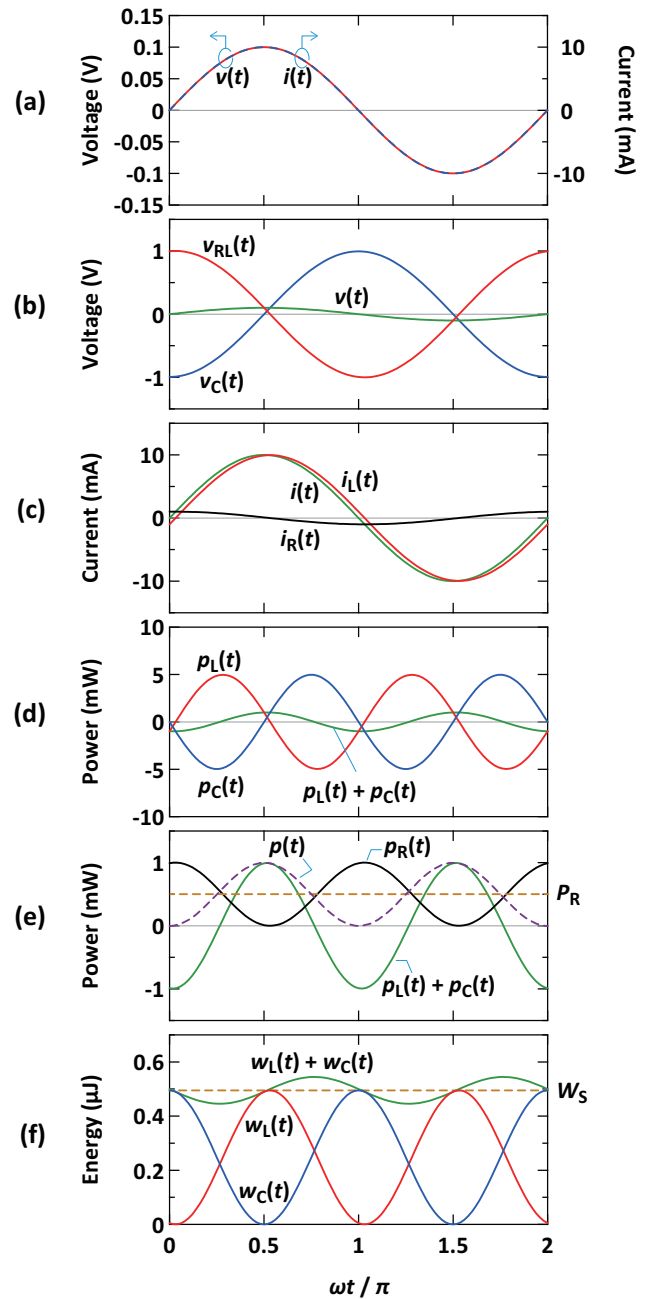 (a)
Voltage (V)
0.15
0.1
0.05
0
-0.05
-0.1
-0.15
v(t)
i(t)
10
0
-10
Current (mA)
(b)
Voltage (V)
1
0
-1
vRL(t)
v(t)
vC(t)
(c)
Current (mA)
10
0
-10
i(t)
iL(t)
iR(t)
(d)
Power (mW)
10
5
0
-5
-10
pL(t)
pC(t)
pL(t) + pC(t)
(e)
Power (mW)
1
0
-1
p(t)
pR(t)
PR
pL(t) + pC(t)
(f)
Energy (μJ)
0.6
0.4
0.2
0
wL(t) + wC(t)
WS
wL(t)
wC(t)
0 0.5 1 1.5 2
ωt / π